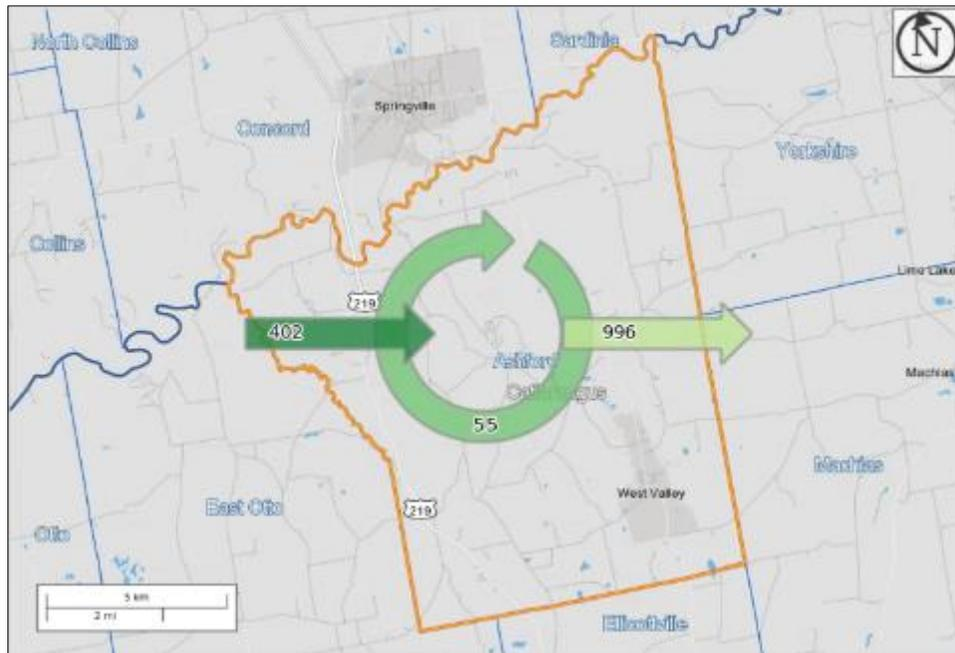 North Collins
Sardinia
N
Springville
Concord
Yorkshire
Collins
Lime Lake
219
402
996
Ashford
Machias
Cattaraugus
55
Machias
West Valley
East Otto
219
Otto
5 km
2 mi
Ellicottville